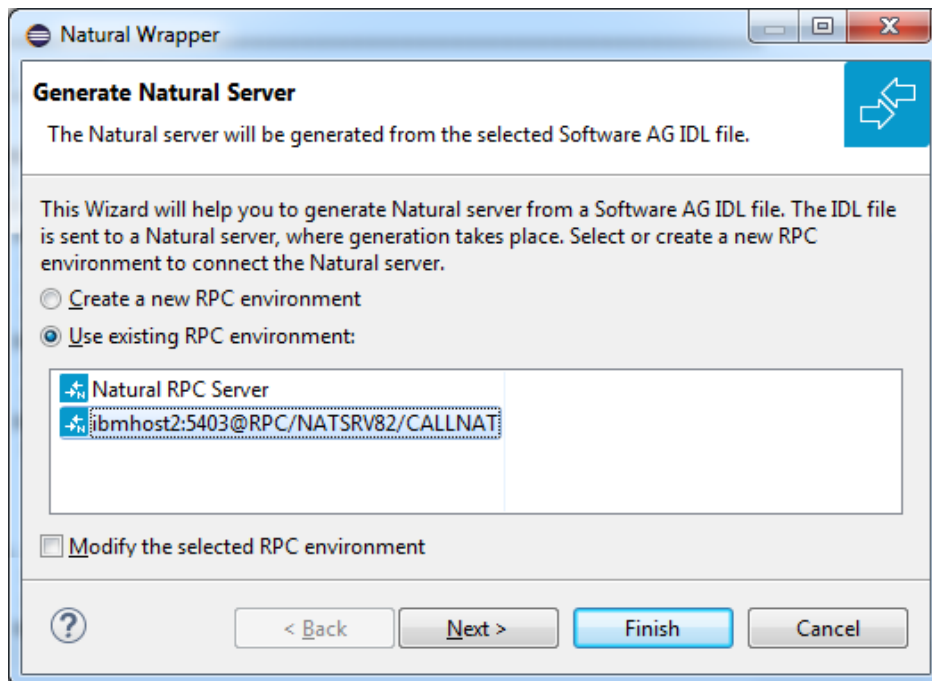 Natural Wrapper
Generate Natural Server
The Natural server will be generated from the selected Software AG IDL file.
This Wizard will help you to generate Natural server from a Software AG IDL file. The IDL file
is sent to a Natural server, where generation takes place. Select or create a new RPC
environment to connect the Natural server.
Create a new RPC environment
Use existing RPC environment:
Natural RPC Server
ibmhost2:5403@RPC/NATSRV82/CALLNAT
Modify the selected RPC environment
? < Back Next > Finish Cancel